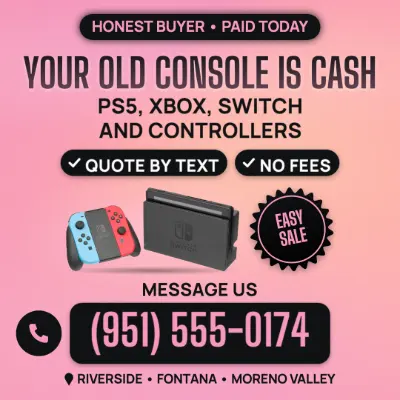 HONEST BUYER • PAID TODAY
YOUR OLD CONSOLE IS CASH
PS5, XBOX, SWITCH
AND CONTROLLERS
QUOTE BY TEXT
NO FEES
EASY
SALE
MESSAGE US
(951) 555-0174
RIVERSIDE • FONTANA • MORENO VALLEY